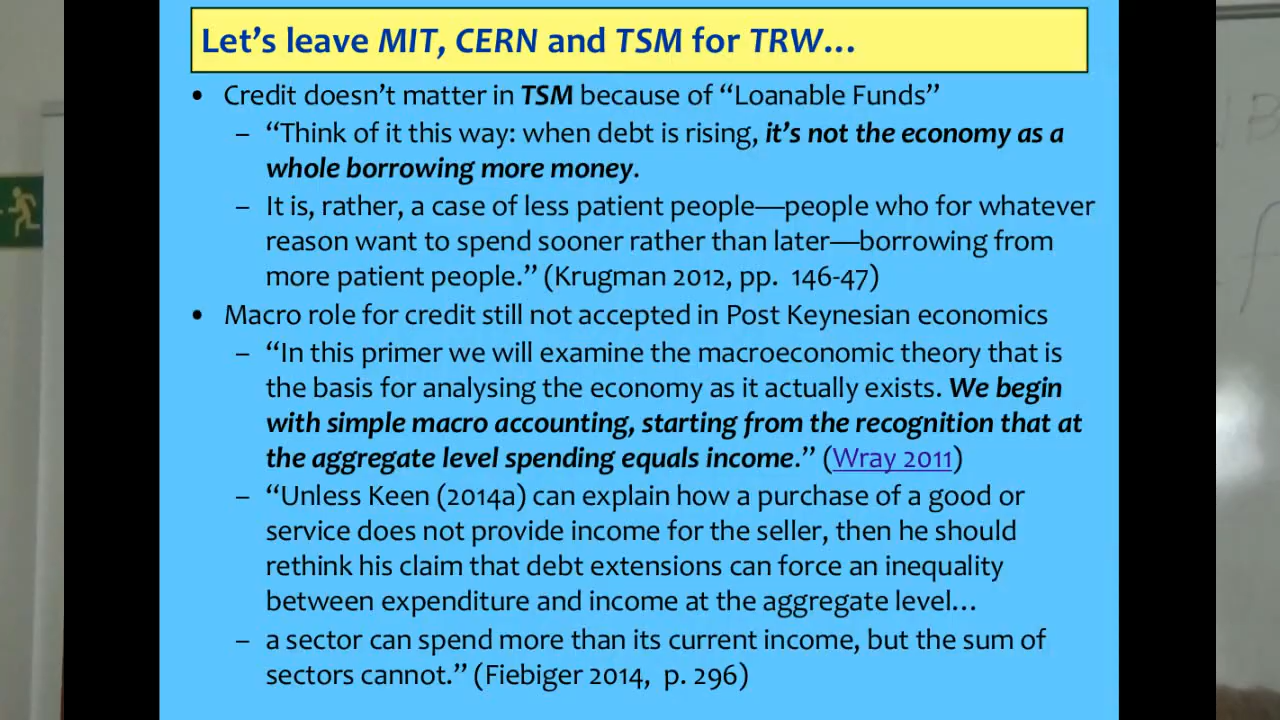 Let’s leave MIT, CERN and TSM for TRW…
• Credit doesn’t matter in TSM because of “Loanable Funds”
– “Think of it this way: when debt is rising, it’s not the economy as a
whole borrowing more money.
– It is, rather, a case of less patient people—people who for whatever
reason want to spend sooner rather than later—borrowing from
more patient people.” (Krugman 2012, pp. 146-47)
• Macro role for credit still not accepted in Post Keynesian economics
– “In this primer we will examine the macroeconomic theory that is
the basis for analysing the economy as it actually exists. We begin
with simple macro accounting, starting from the recognition that at
the aggregate level spending equals income.” (Wray 2011)
– “Unless Keen (2014a) can explain how a purchase of a good or
service does not provide income for the seller, then he should
rethink his claim that debt extensions can force an inequality
between expenditure and income at the aggregate level…
– a sector can spend more than its current income, but the sum of
sectors cannot.” (Fiebiger 2014, p. 296)